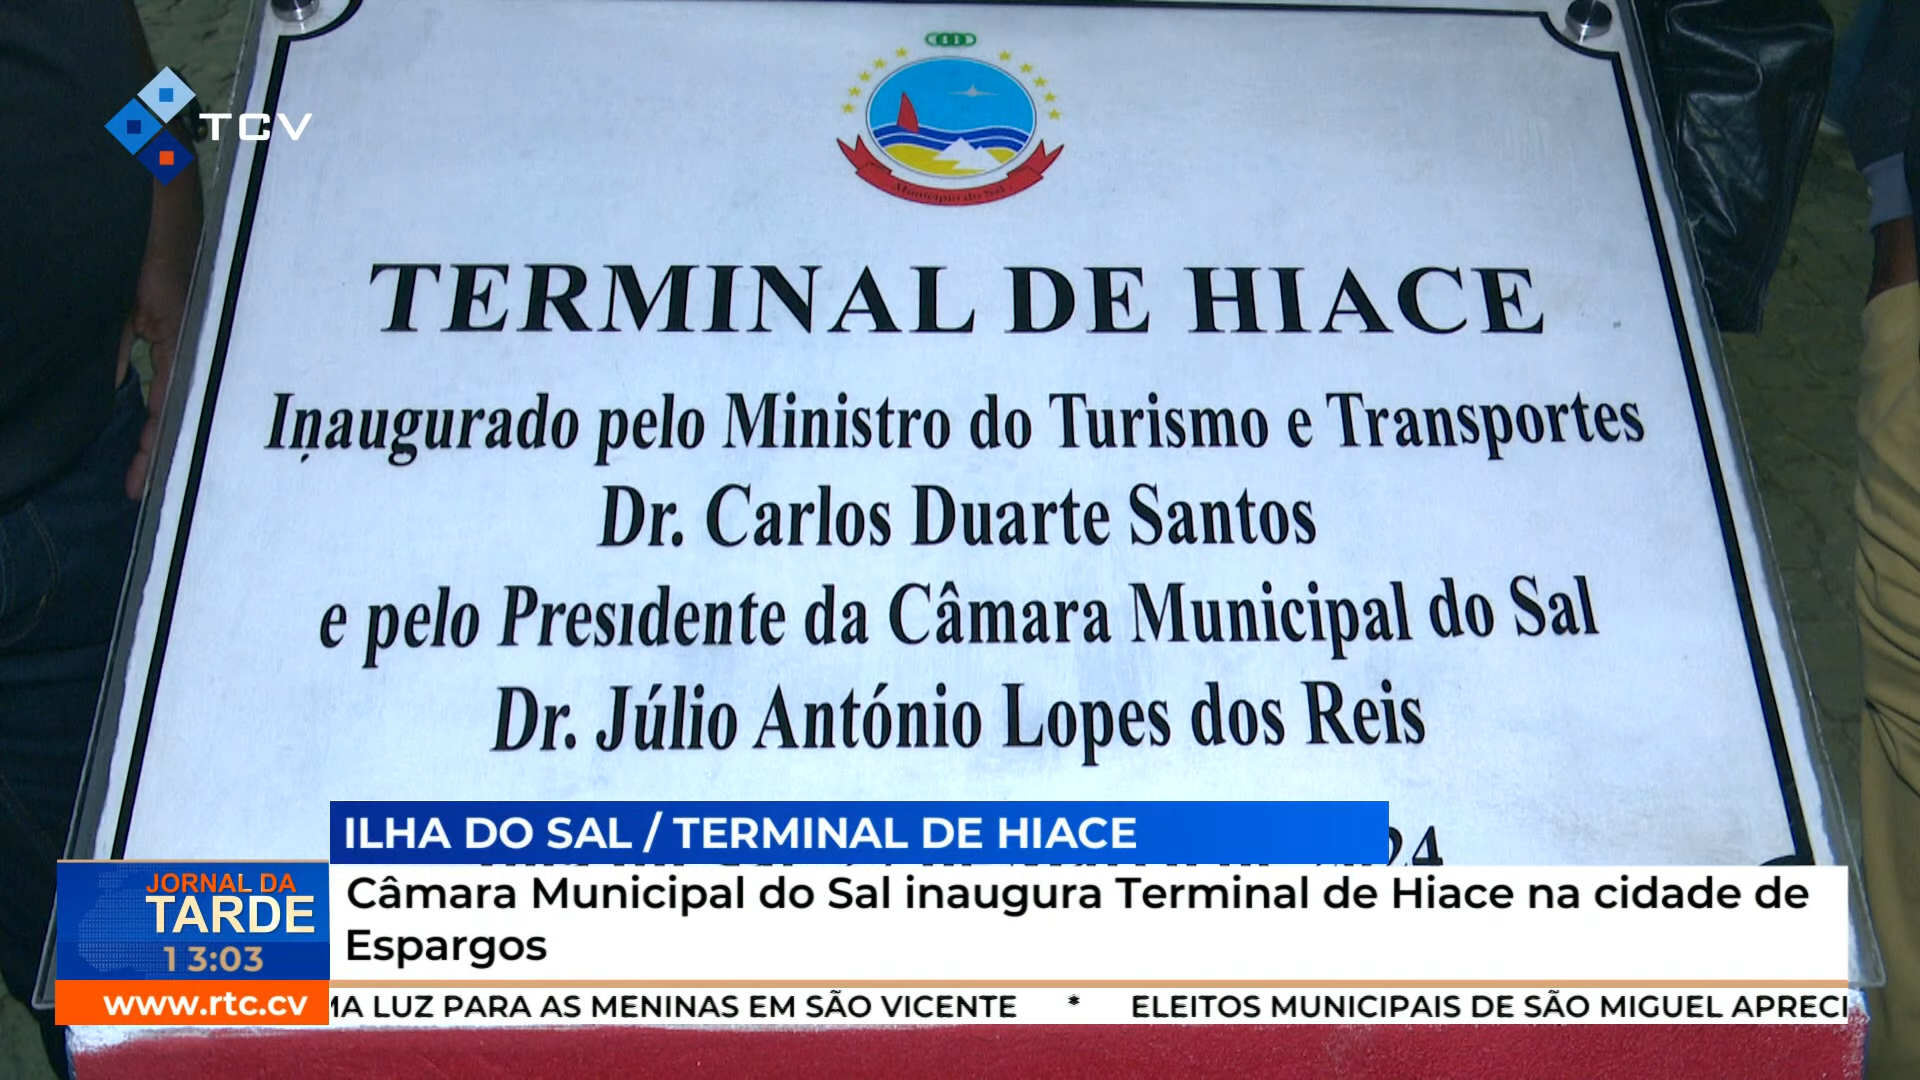 TCV
Município do Sal
TERMINAL DE HIACE
Inaugurado pelo Ministro do Turismo e Transportes
Dr. Carlos Duarte Santos
e pelo Presidente da Câmara Municipal do Sal
Dr. Júlio António Lopes dos Reis
ILHA DO SAL / TERMINAL DE HIACE
Câmara Municipal do Sal inaugura Terminal de Hiace na cidade de
Espargos
JORNAL DA
TARDE
13:03
www.rtc.cv
LUZ PARA AS MENINAS EM SÃO VICENTE * ELEITOS MUNICIPAIS DE SÃO MIGUEL APRECI